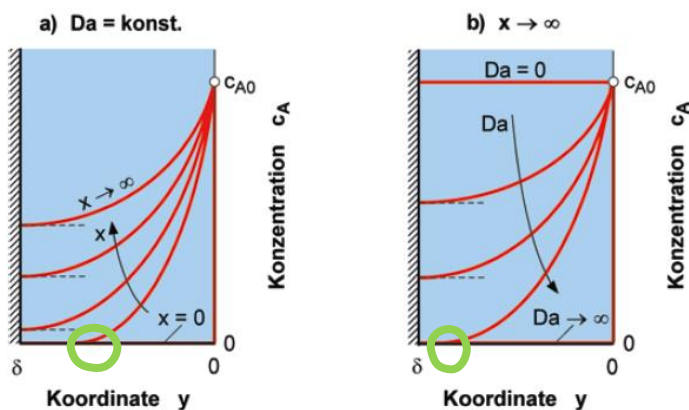 a) Da = konst.
c_A0
x → ∞
x
x = 0
0
δ
0
Koordinate y
Konzentration c_A
b) x → ∞
Da = 0
c_A0
Da
Da → ∞
0
δ
0
Koordinate y
Konzentration c_A